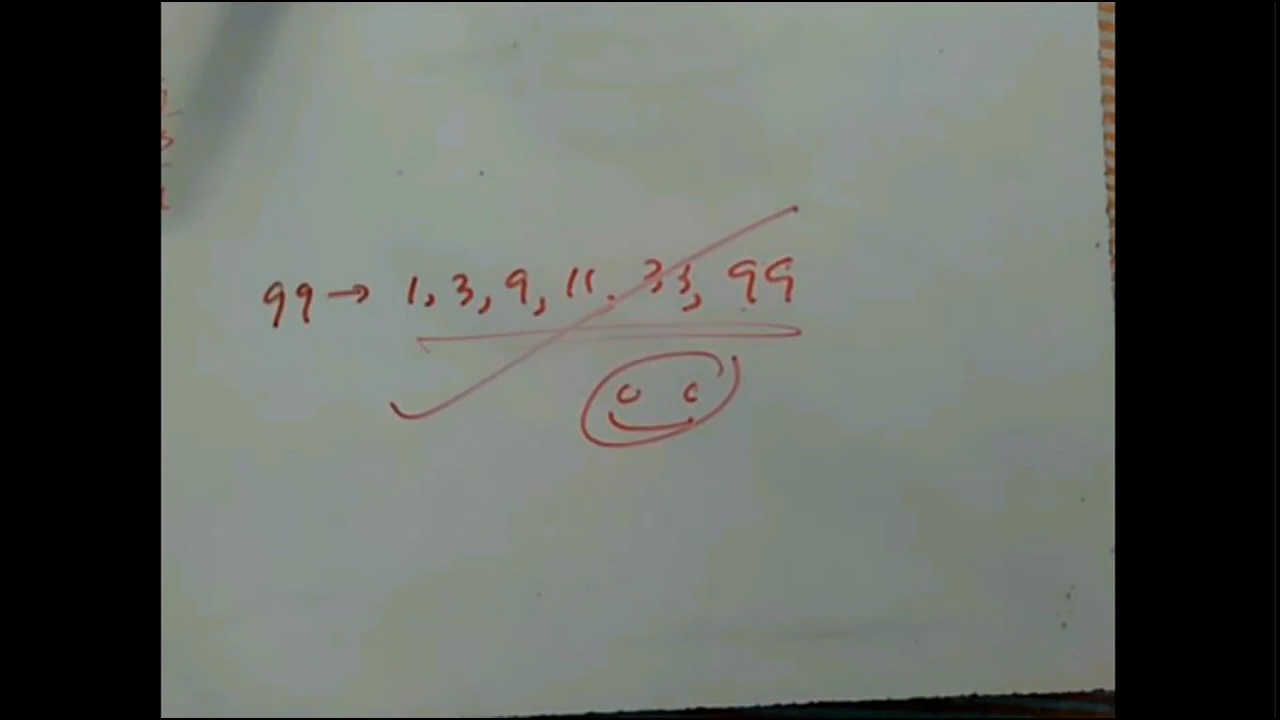 99 → 1, 3, 9, 11, 33, 99